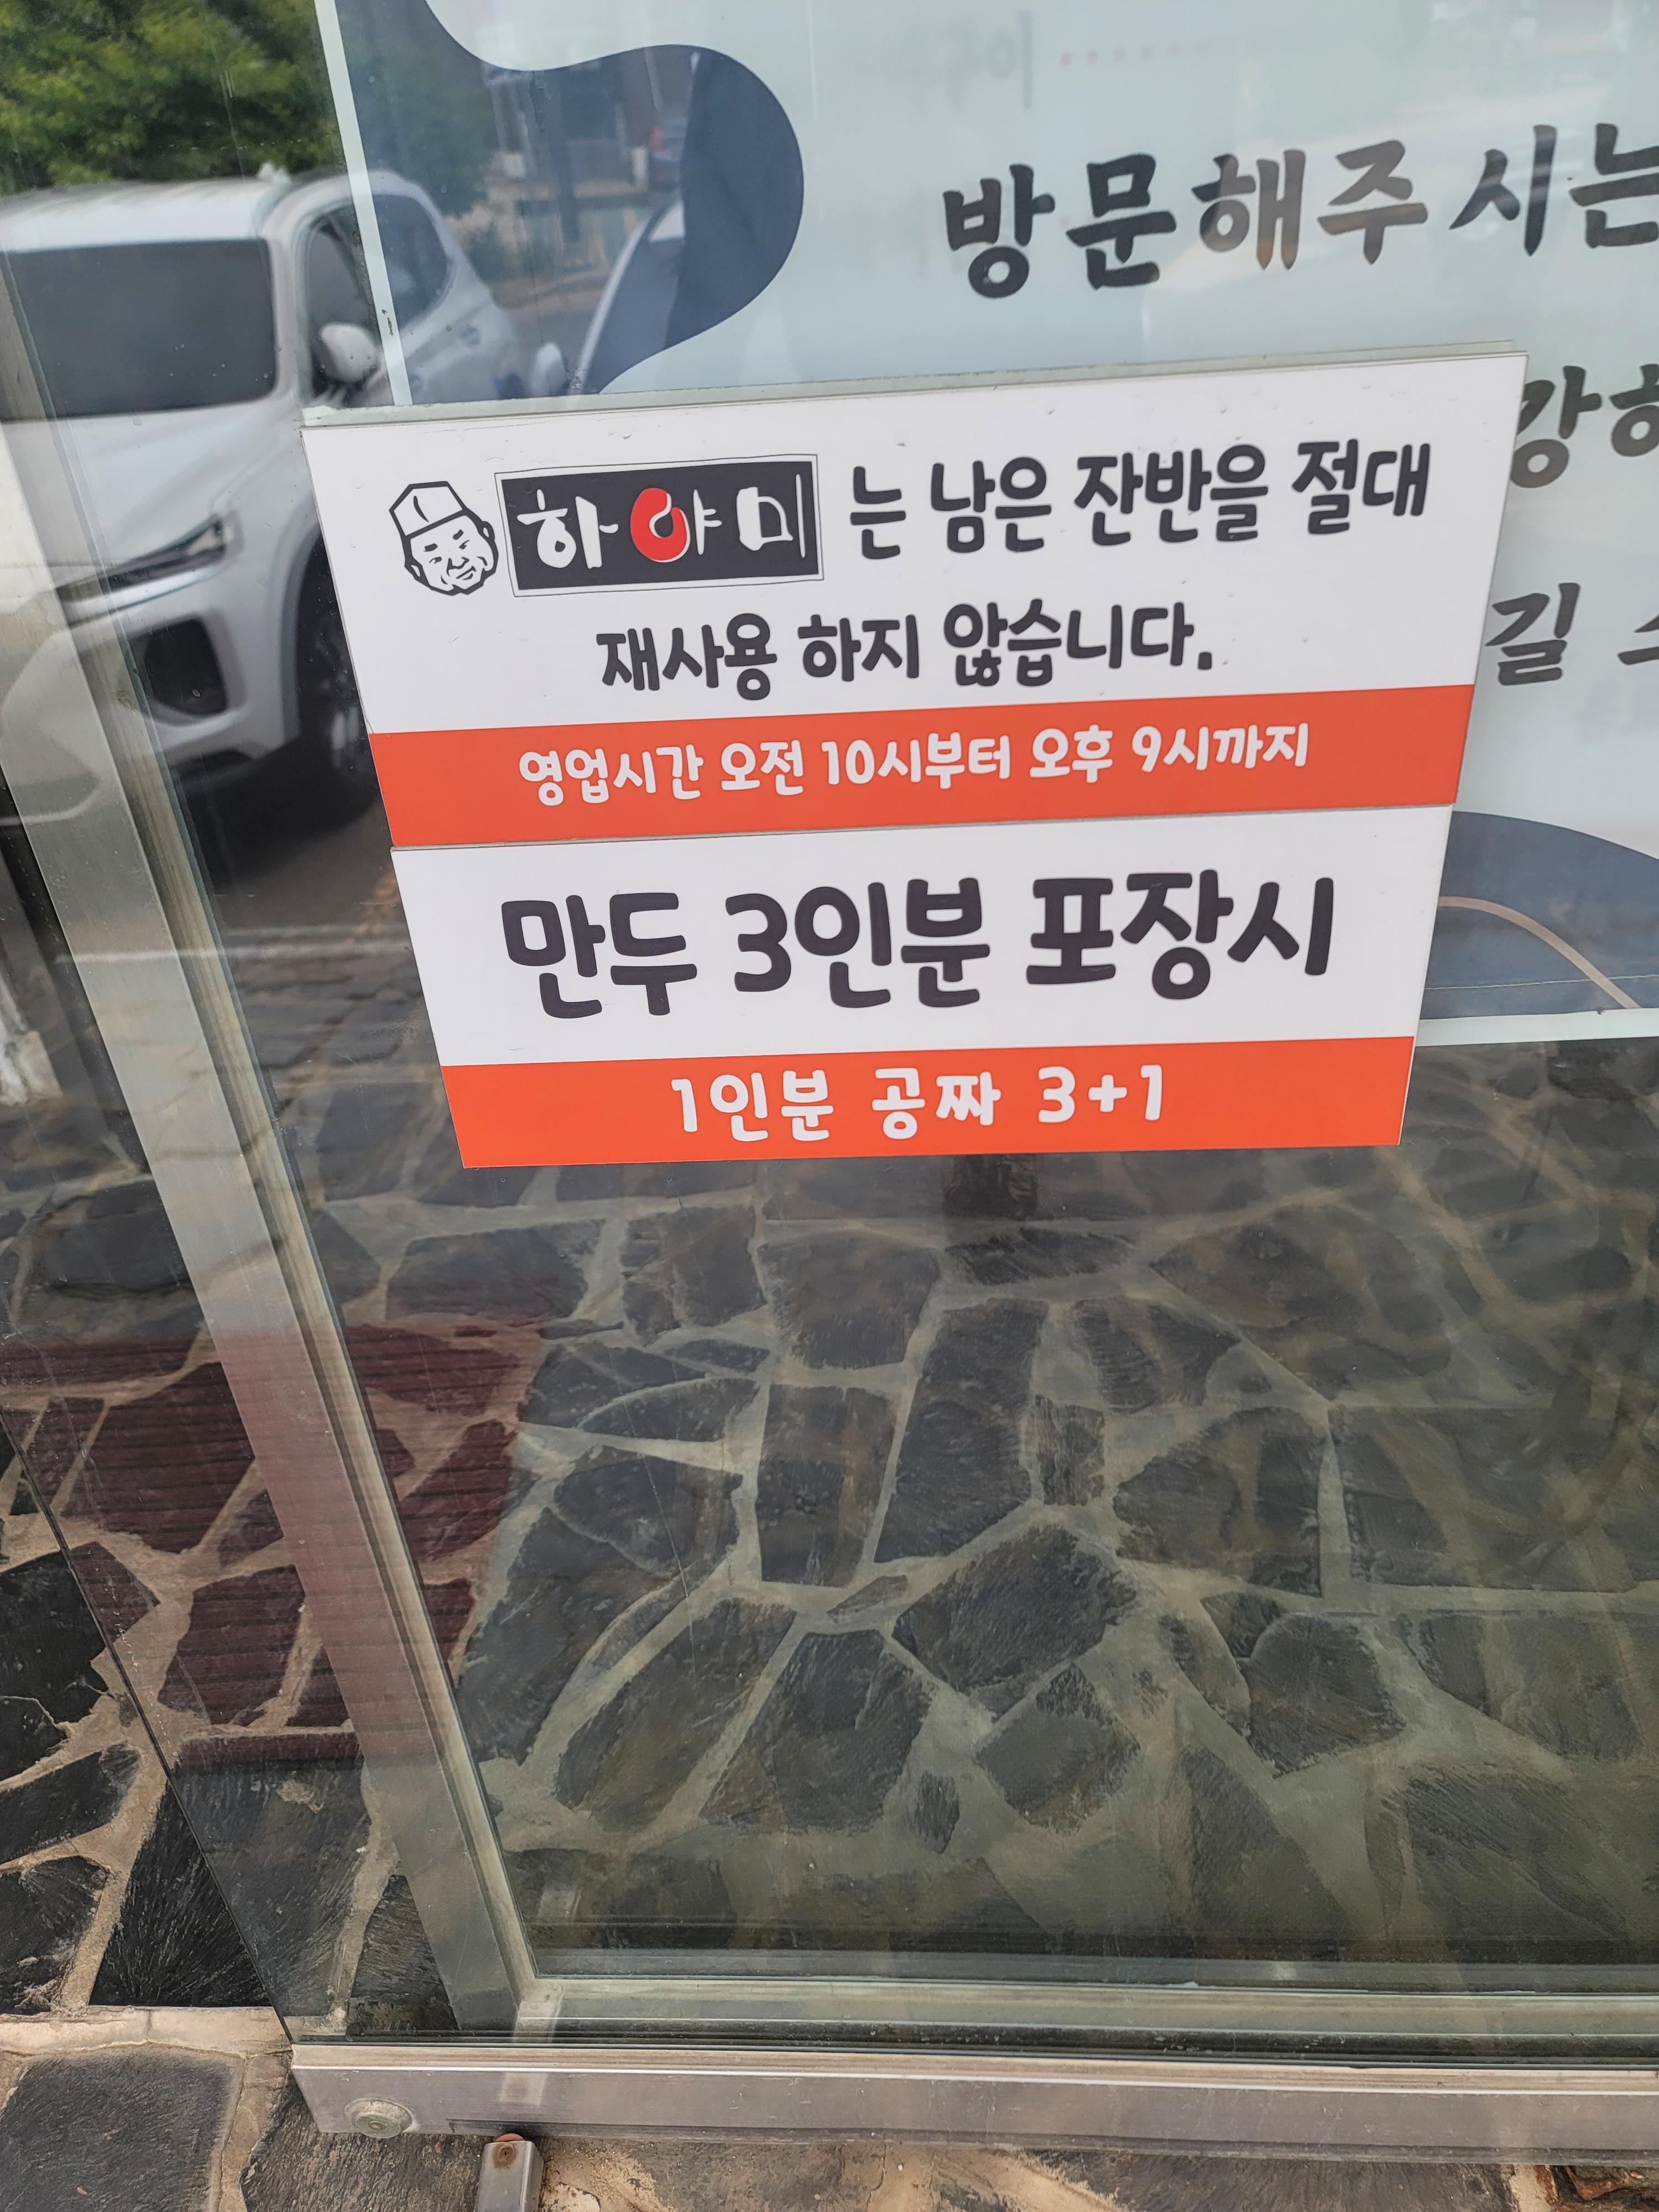 방문해주시는
하야미는 남은 잔반을 절대
재사용 하지 않습니다.
영업시간 오전 10시부터 오후 9시까지
만두 3인분 포장시
1인분 공짜 3+1